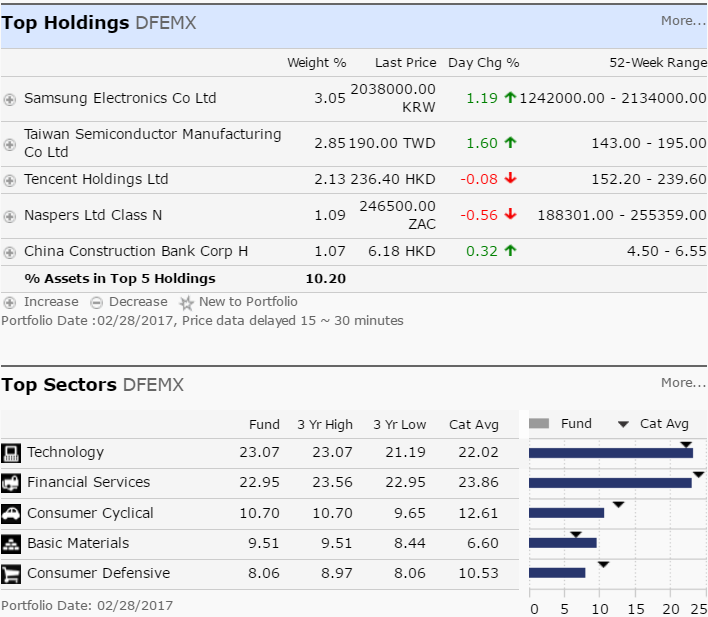 Top Holdings DFEMX More...
Weight % Last Price Day Chg % 52-Week Range
Samsung Electronics Co Ltd 3.05 2038000.00 KRW 1.19 1242000.00 - 2134000.00
Taiwan Semiconductor Manufacturing Co Ltd 2.85 190.00 TWD 1.60 143.00 - 195.00
Tencent Holdings Ltd 2.13 236.40 HKD -0.08 152.20 - 239.60
Naspers Ltd Class N 1.09 246500.00 ZAC -0.56 188301.00 - 255359.00
China Construction Bank Corp H 1.07 6.18 HKD 0.32 4.50 - 6.55
% Assets in Top 5 Holdings 10.20
Increase Decrease New to Portfolio
Portfolio Date :02/28/2017, Price data delayed 15 ~ 30 minutes
Top Sectors DFEMX More...
Fund 3 Yr High 3 Yr Low Cat Avg Fund Cat Avg
Technology 23.07 23.07 21.19 22.02
Financial Services 22.95 23.56 22.95 23.86
Consumer Cyclical 10.70 10.70 9.65 12.61
Basic Materials 9.51 9.51 8.44 6.60
Consumer Defensive 8.06 8.97 8.06 10.53
Portfolio Date: 02/28/2017 0 5 10 15 20 25